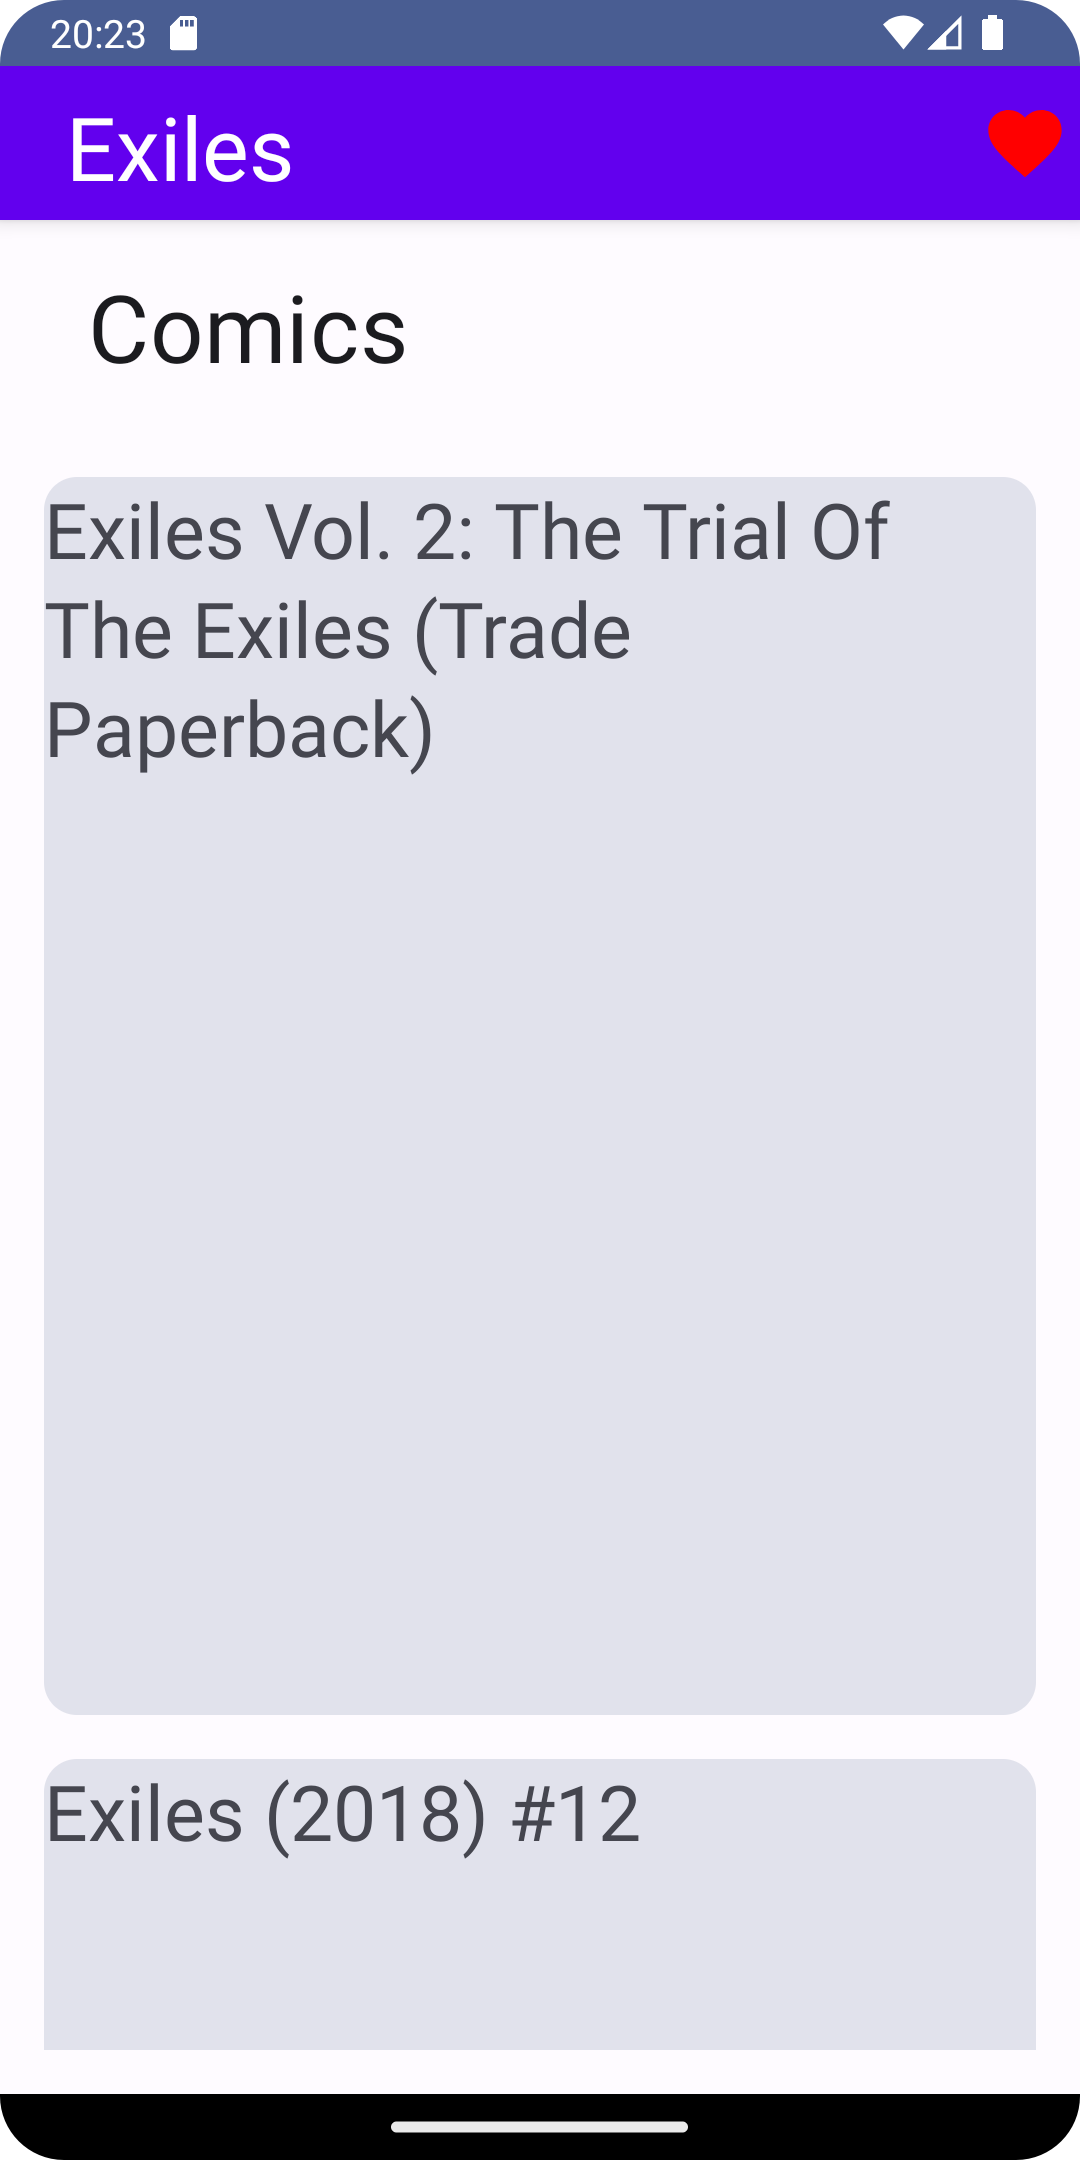 20:23
Exiles
Comics
Exiles Vol. 2: The Trial Of
The Exiles (Trade
Paperback)
Exiles (2018) #12